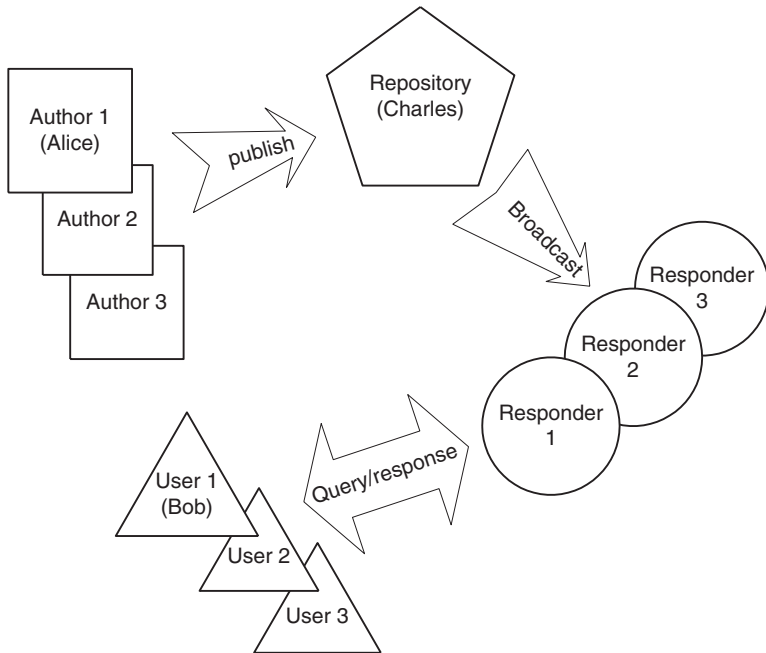 Author 1
(Alice)
Author 2
Author 3
publish
Repository
(Charles)
Broadcast
Responder
3
Responder
2
Responder
1
Query/response
User 1
(Bob)
User 2
User 3